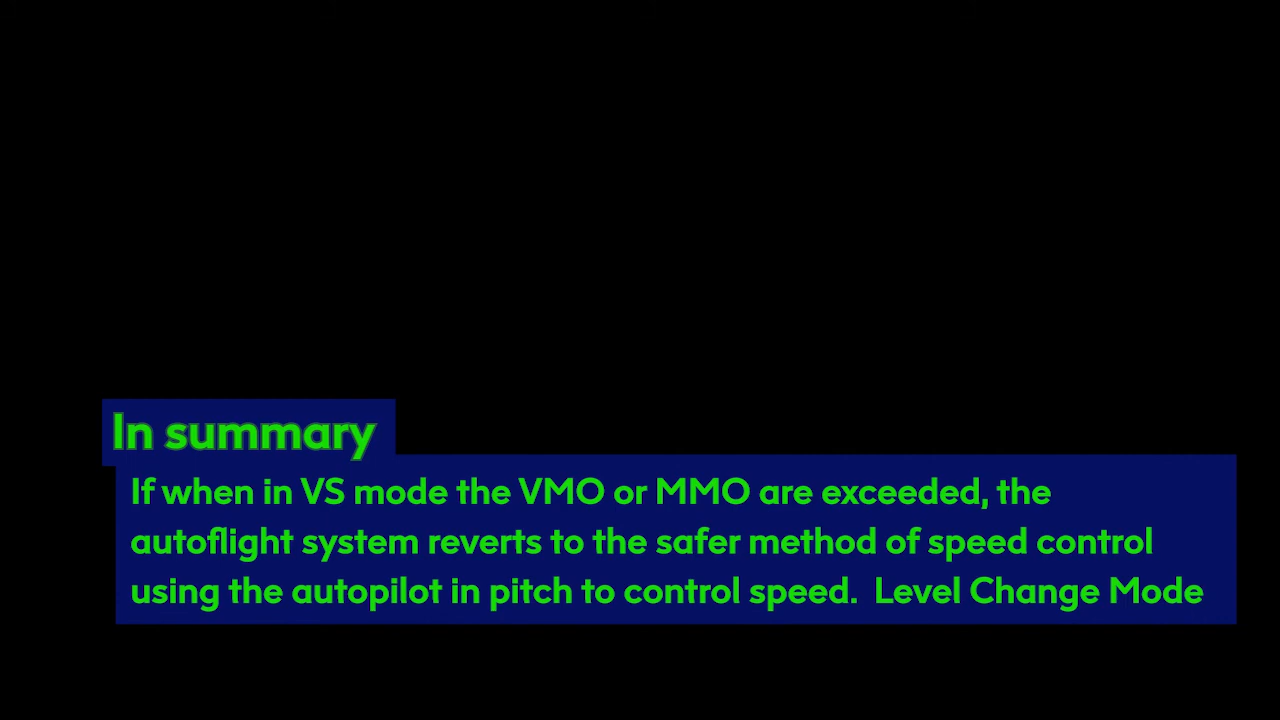 In summary
If when in VS mode the VMO or MMO are exceeded, the
autoflight system reverts to the safer method of speed control
using the autopilot in pitch to control speed.  Level Change Mode